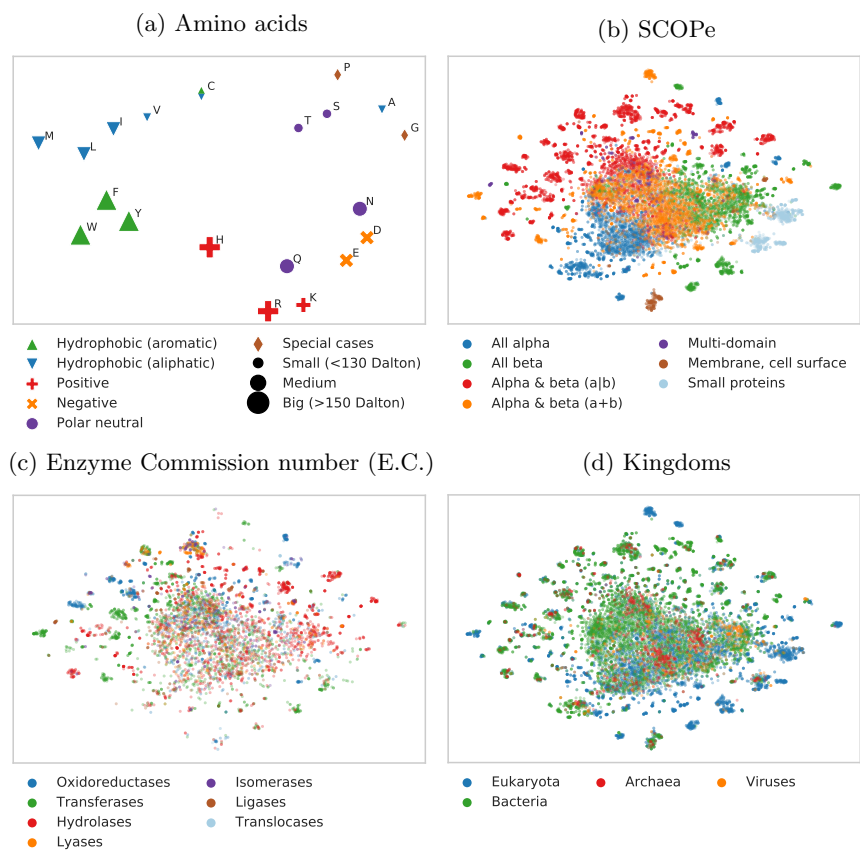 (a) Amino acids
M
L
I
V
C
P
T
S
A
G
F
W
Y
H
N
D
E
Q
R
K
Hydrophobic (aromatic)
Hydrophobic (aliphatic)
Positive
Negative
Polar neutral
Special cases
Small (<130 Dalton)
Medium
Big (>150 Dalton)
(b) SCOPe
All alpha
All beta
Alpha & beta (a|b)
Alpha & beta (a+b)
Multi-domain
Membrane, cell surface
Small proteins
(c) Enzyme Commission number (E.C.)
Oxidoreductases
Transferases
Hydrolases
Lyases
Isomerases
Ligases
Translocases
(d) Kingdoms
Eukaryota
Bacteria
Archaea
Viruses